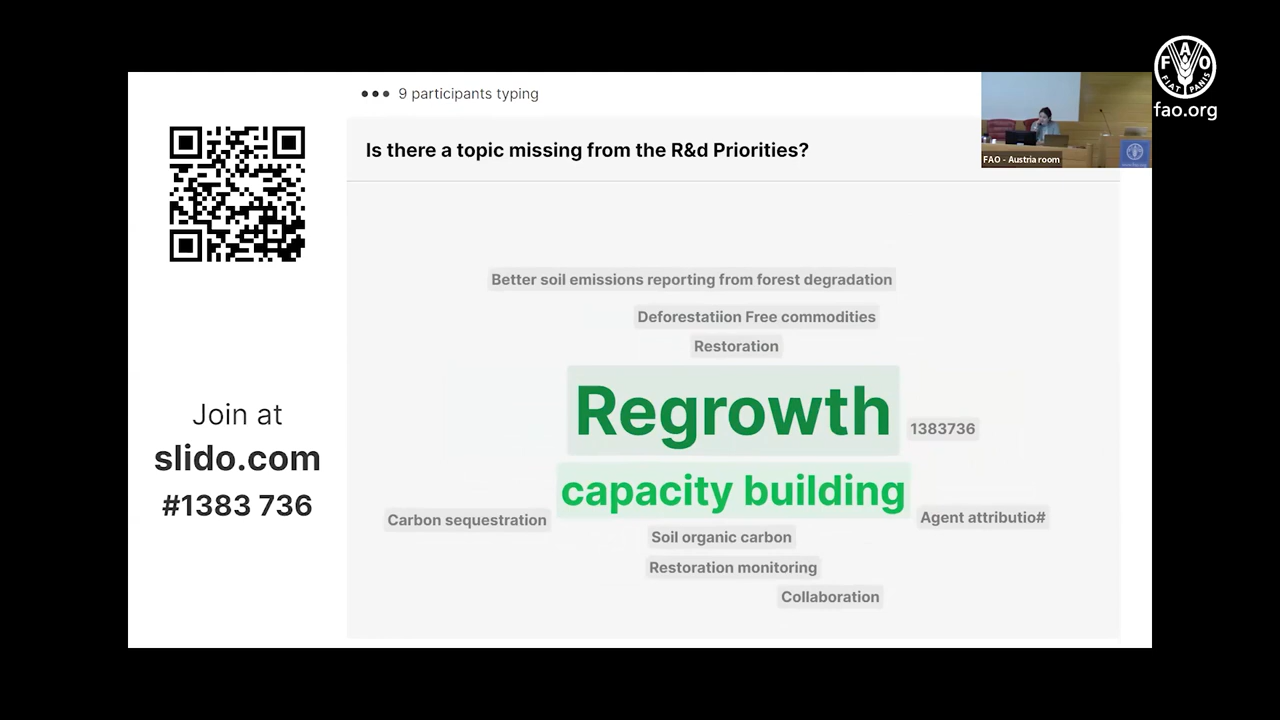 9 participants typing
Is there a topic missing from the R&d Priorities?
FAO - Austria room
F A O
FIAT PANIS
fao.org
Better soil emissions reporting from forest degradation
Deforestatiion Free commodities
Restoration
Regrowth
1383736
capacity building
Carbon sequestration
Agent attributio#
Soil organic carbon
Restoration monitoring
Collaboration
Join at
slido.com
#1383 736